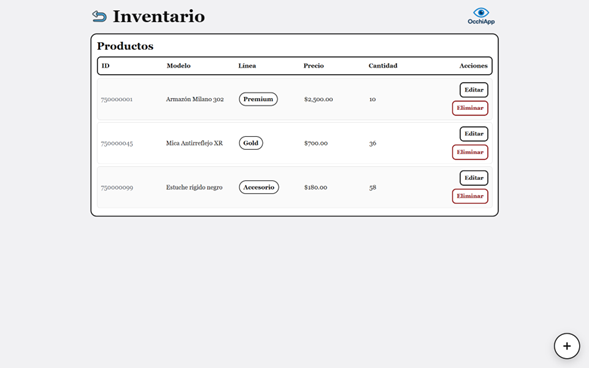 Inventario
OcchiApp
Productos
ID Modelo Línea Precio Cantidad Acciones
750000001 Armazón Milano 302 Premium $2,500.00 10 Editar
Eliminar
750000045 Mica Antirreflejo XR Gold $700.00 36 Editar
Eliminar
750000099 Estuche rígido negro Accesorio $180.00 58 Editar
Eliminar
+